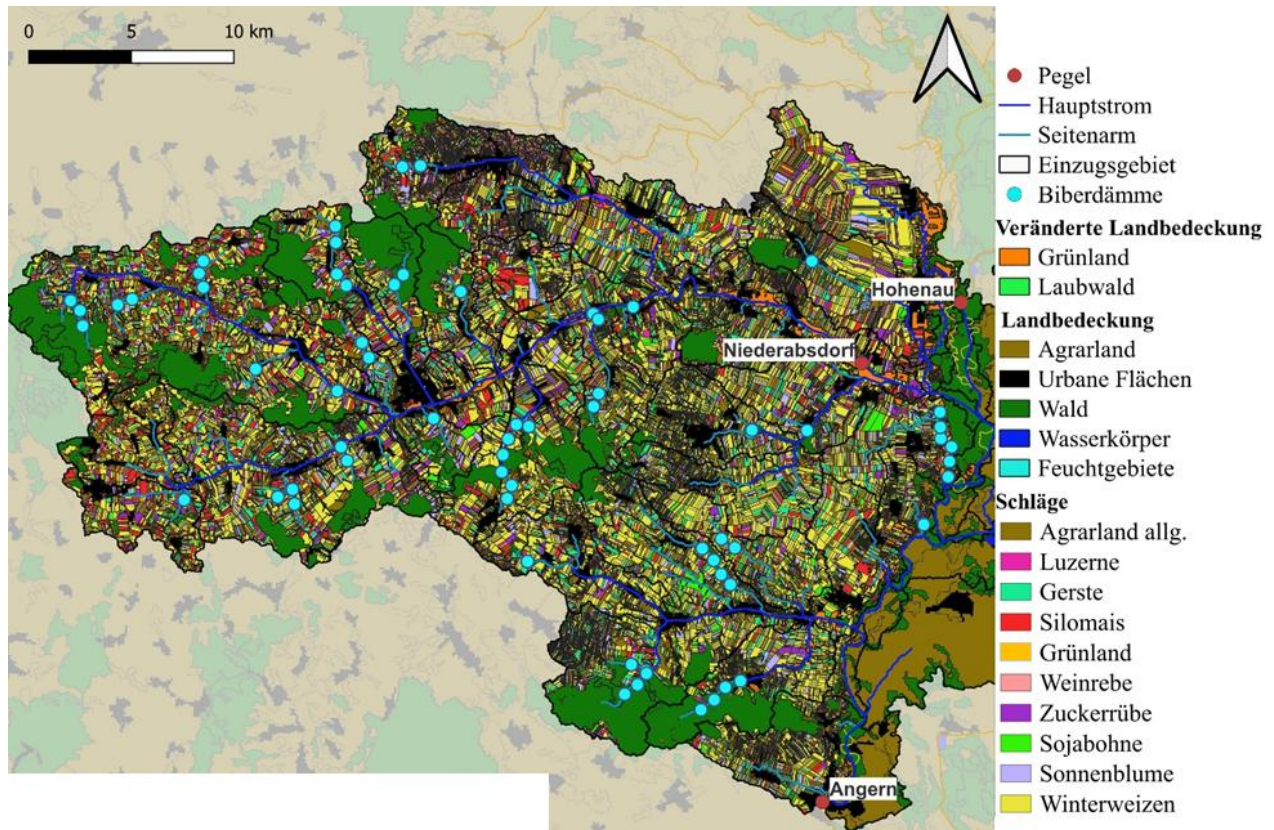 0 5 10 km
Hohenau
Niederabsdorf
Angern
Pegel
Hauptstrom
Seitenarm
Einzugsgebiet
Biberdämme
Veränderte Landbedeckung
Grünland
Laubwald
Landbedeckung
Agrarland
Urbane Flächen
Wald
Wasserkörper
Feuchtgebiete
Schläge
Agrarland allg.
Luzerne
Gerste
Silomais
Grünland
Weinrebe
Zuckerrübe
Sojabohne
Sonnenblume
Winterweizen